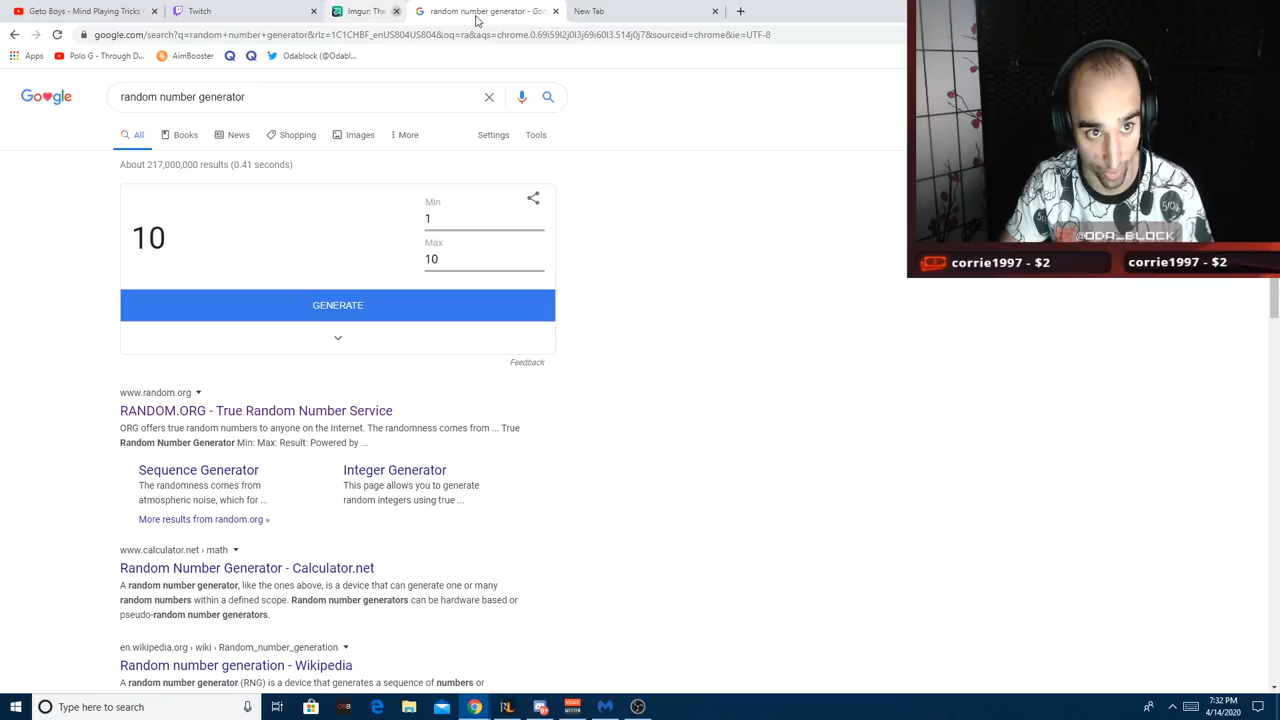 Geto Boys - Mind Playing Tricks
Twitch
Imgur: The
random number generator - Goo
New Tab
google.com/search?q=random+number+generator&rlz=1C1CHBF_enUS804US804&oq=ra&aqs=chrome.0.69i59l2j0l3j69i60l3.514j0j7&sourceid=chrome&ie=UTF-8
Apps
Polo G - Through D...
AimBooster
Odablock (@Odabl...
Google
random number generator
All
Books
News
Shopping
Images
More
Settings
Tools
About 217,000,000 results (0.41 seconds)
10
Min
1
Max
10
GENERATE
Feedback
www.random.org
RANDOM.ORG - True Random Number Service
ORG offers true random numbers to anyone on the Internet. The randomness comes from ... True
Random Number Generator Min: Max: Result: Powered by ...
Sequence Generator
The randomness comes from
atmospheric noise, which for ...
Integer Generator
This page allows you to generate
random integers using true ...
More results from random.org »
www.calculator.net › math
Random Number Generator - Calculator.net
A random number generator, like the ones above, is a device that can generate one or many
random numbers within a defined scope. Random number generators can be hardware based or
pseudo-random number generators.
en.wikipedia.org › wiki › Random_number_generation
Random number generation - Wikipedia
A random number generator (RNG) is a device that generates a sequence of numbers or
@ODA_BLOCK
corrie1997 - $2
corrie1997 - $2
Type here to search
7:32 PM
4/14/2020